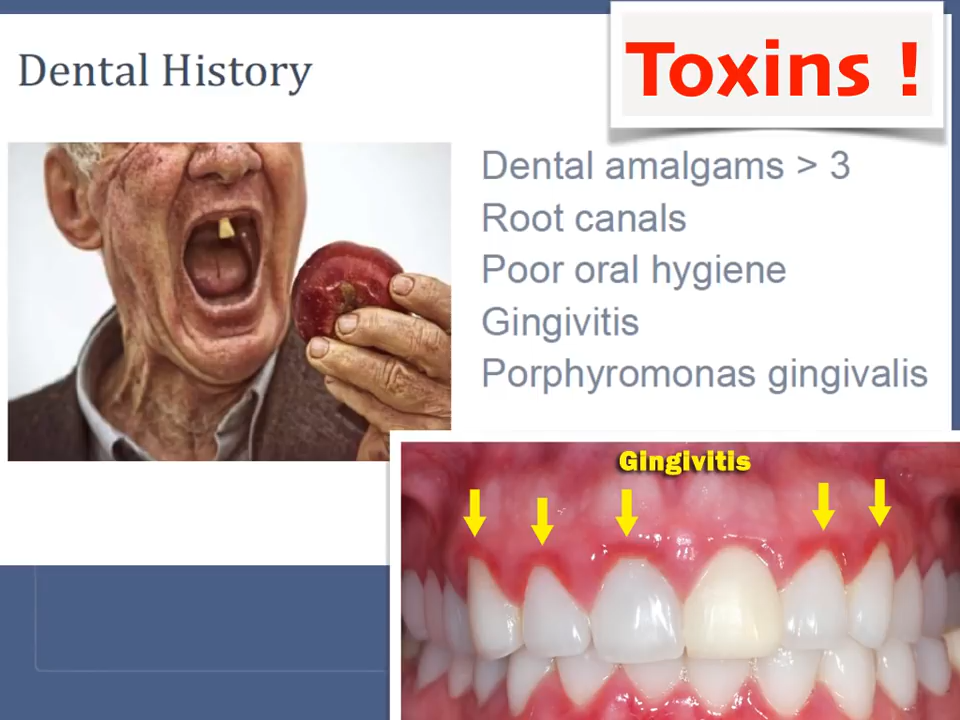 Dental History
Toxins !
Dental amalgams > 3
Root canals
Poor oral hygiene
Gingivitis
Porphyromonas gingivalis
Gingivitis